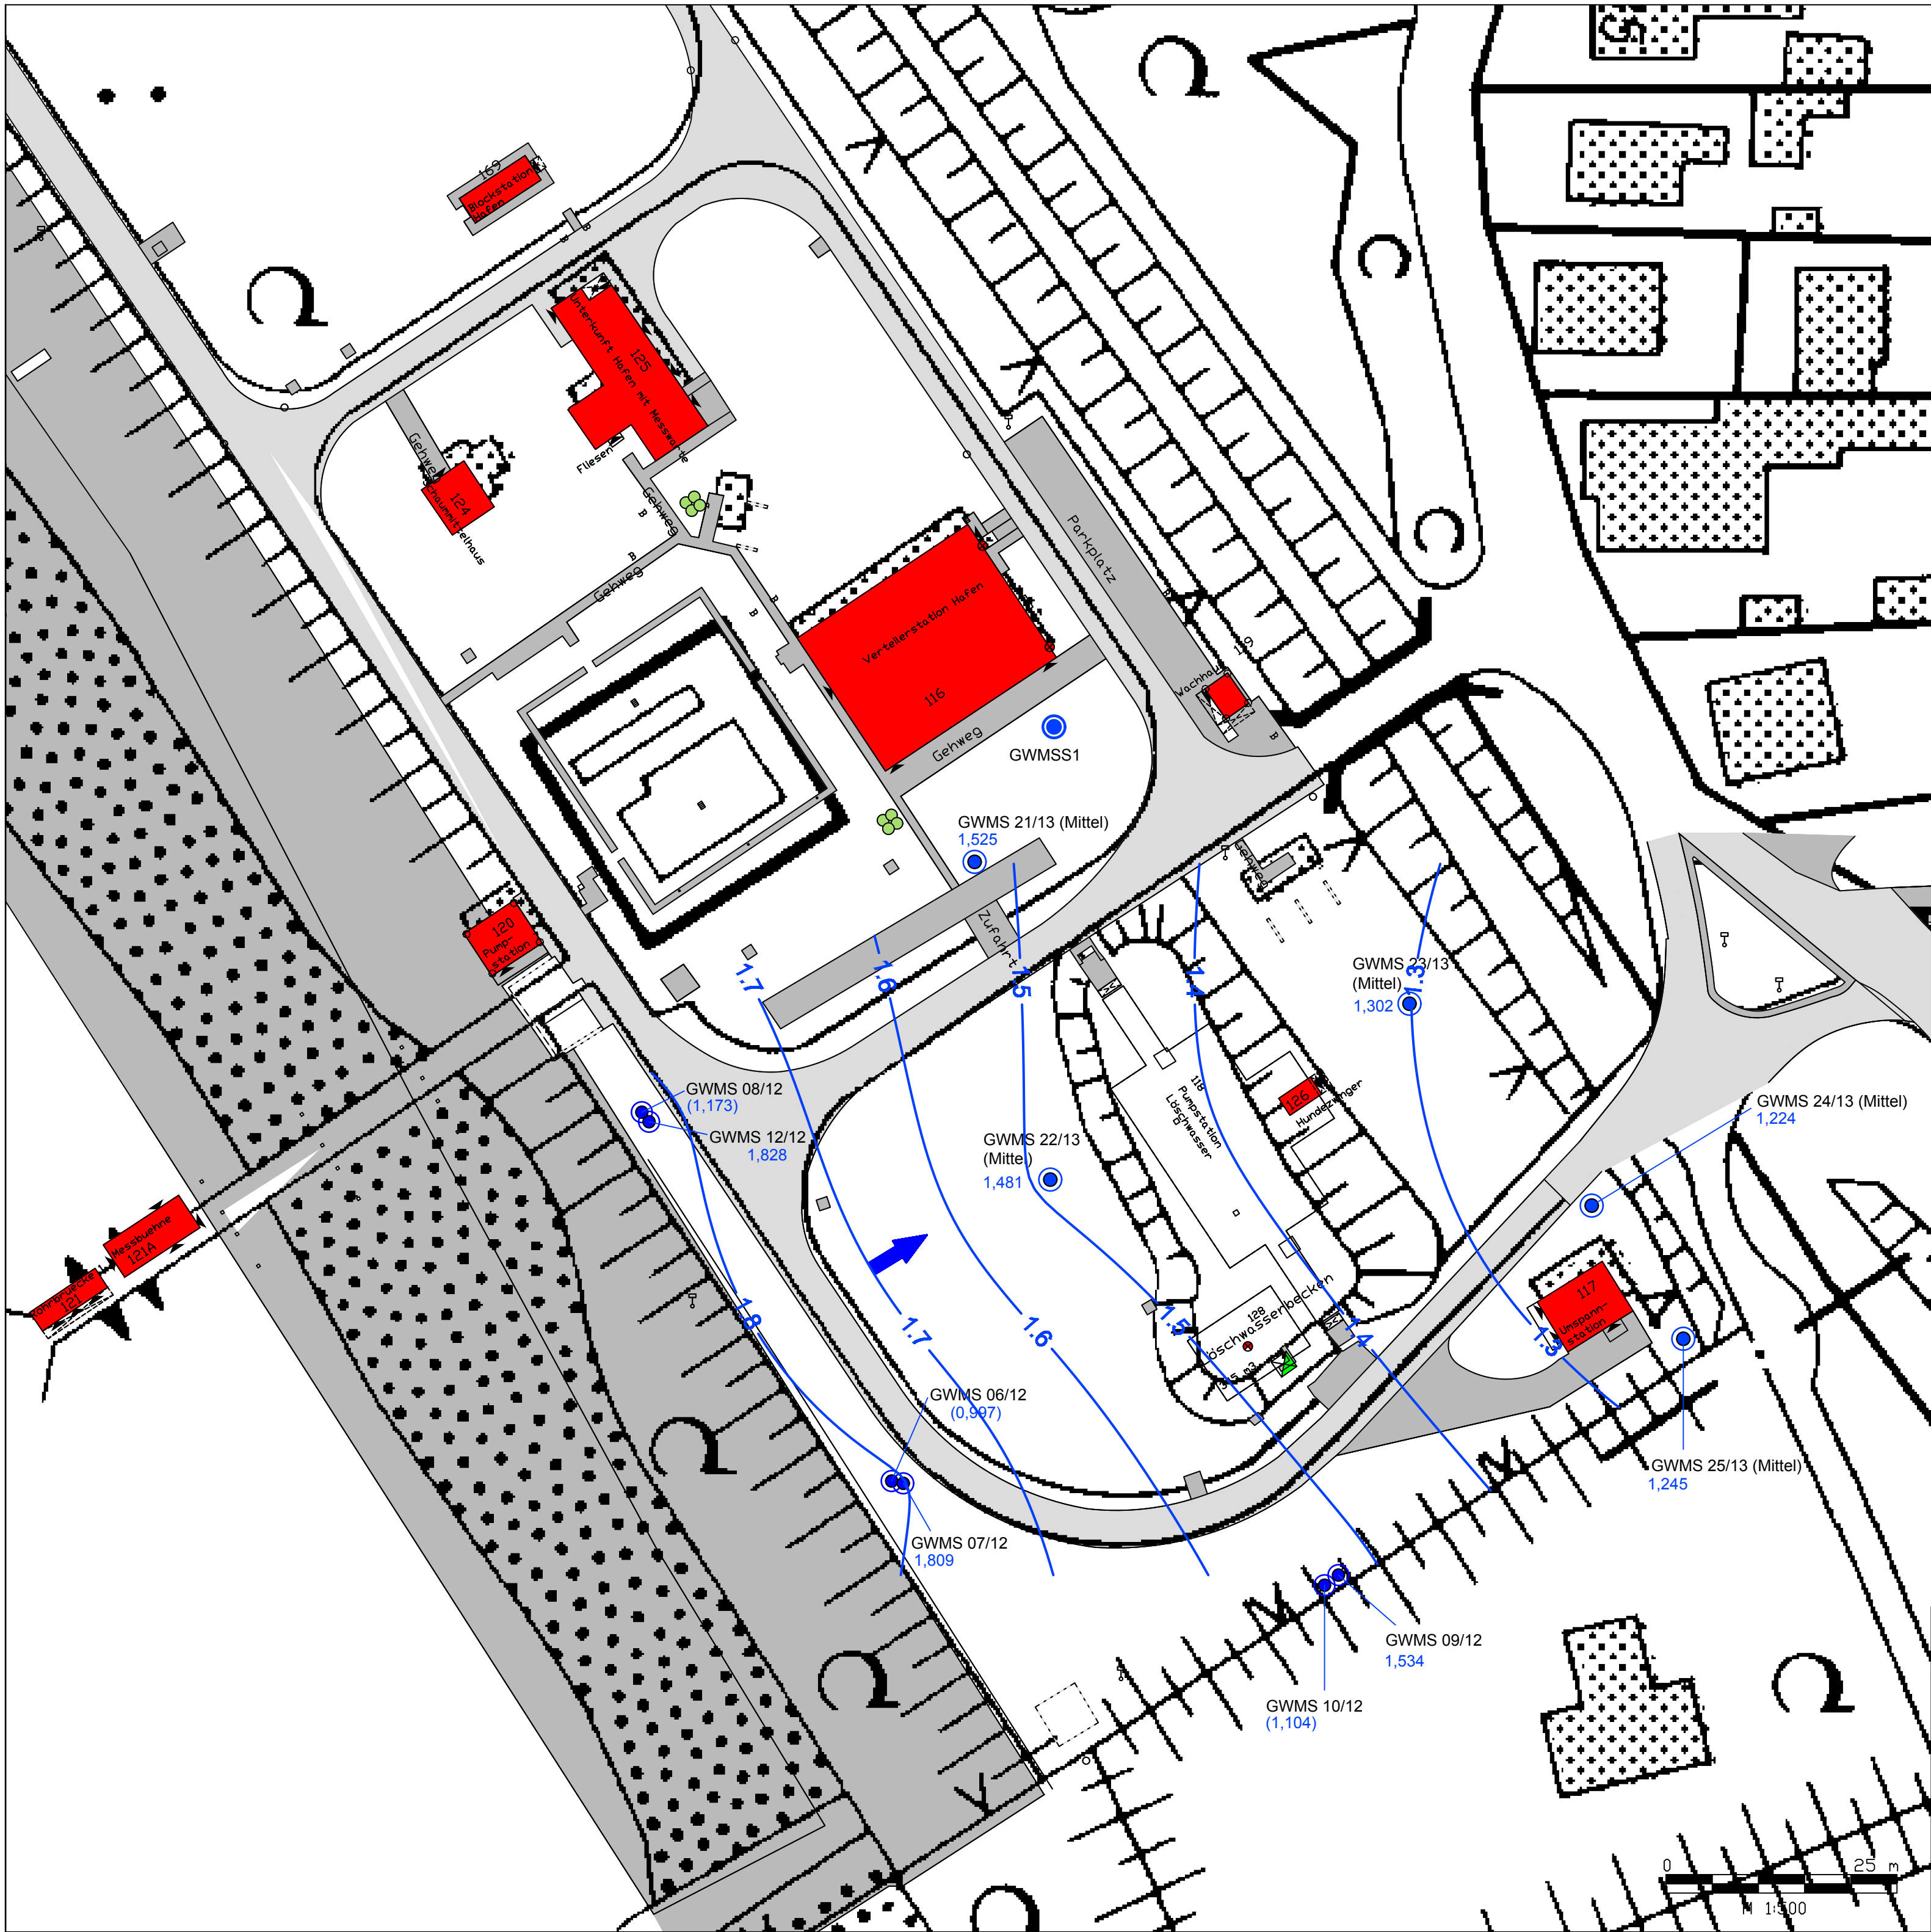 169
Blockstation
Hafen
Unterkunft Hafen mit Messwarte
125
Fliesen
Gehweg
124
Gehweg
Gehweg
B
B
B
B
B
B
Parkplatz
Verteilerstation Hafen
116
Gehweg
119
GWMSS1
GWMS 21/13 (Mittel)
1,525
Zufahrt
Gehweg
120
Pump-
station
1.7
1.6
1.5
1.4
1.3
GWMS 23/13
(Mittel)
1,302
GWMS 08/12
(1,173)
GWMS 12/12
1,828
GWMS 22/13
(Mittel)
1,481
118
Pumpstation
Löschwasser
126
Hundezwinger
GWMS 24/13 (Mittel)
1,224
Messbuehne
121A
121
1.8
1.7
1.6
1.5
1.4
1.3
128
Löschwasserbecken
117
Umspann-
station
GWMS 06/12
(0,997)
GWMS 07/12
1,809
GWMS 25/13 (Mittel)
1,245
GWMS 09/12
1,534
GWMS 10/12
(1,104)
0 25 m
M 1:500